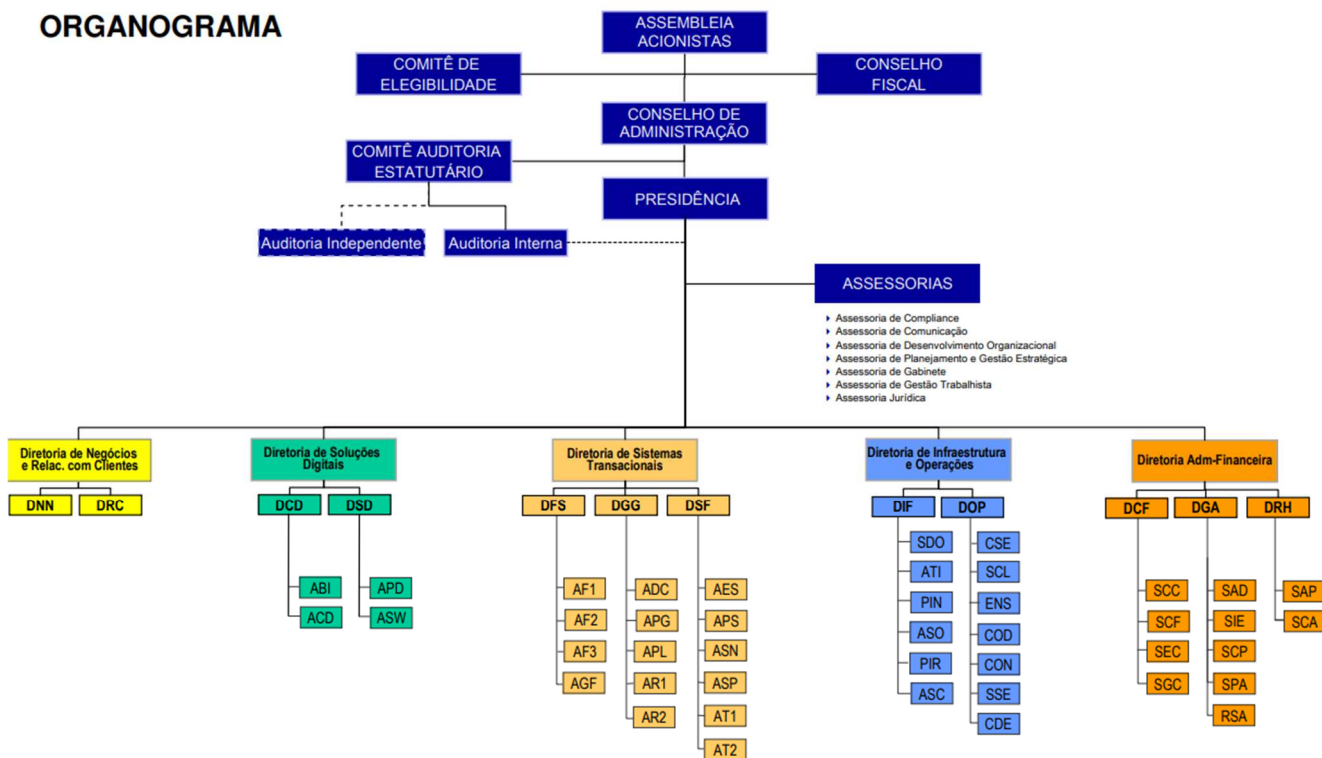 ORGANOGRAMA
ASSEMBLEIA
ACIONISTAS
COMITÊ DE
ELEGIBILIDADE
CONSELHO
FISCAL
CONSELHO DE
ADMINISTRAÇÃO
COMITÊ AUDITORIA
ESTATUTÁRIO
PRESIDÊNCIA
Auditoria Independente
Auditoria Interna
ASSESSORIAS
Assessoria de Compliance
Assessoria de Comunicação
Assessoria de Desenvolvimento Organizacional
Assessoria de Planejamento e Gestão Estratégica
Assessoria de Gabinete
Assessoria de Gestão Trabalhista
Assessoria Jurídica
Diretoria de Negócios
e Relac. com Clientes
DNN
DRC
Diretoria de Soluções
Digitais
DCD
DSD
ABI
ACD
APD
ASW
Diretoria de Sistemas
Transacionais
DFS
DGG
DSF
AF1
AF2
AF3
AGF
ADC
APG
APL
AR1
AR2
AES
APS
ASN
ASP
AT1
AT2
Diretoria de Infraestrutura
e Operações
DIF
DOP
SDO
ATI
PIN
ASO
PIR
ASC
CSE
SCL
ENS
COD
CON
SSE
CDE
Diretoria Adm-Financeira
DCF
DGA
DRH
SCC
SCF
SEC
SGC
SAD
SIE
SCP
SPA
RSA
SAP
SCA